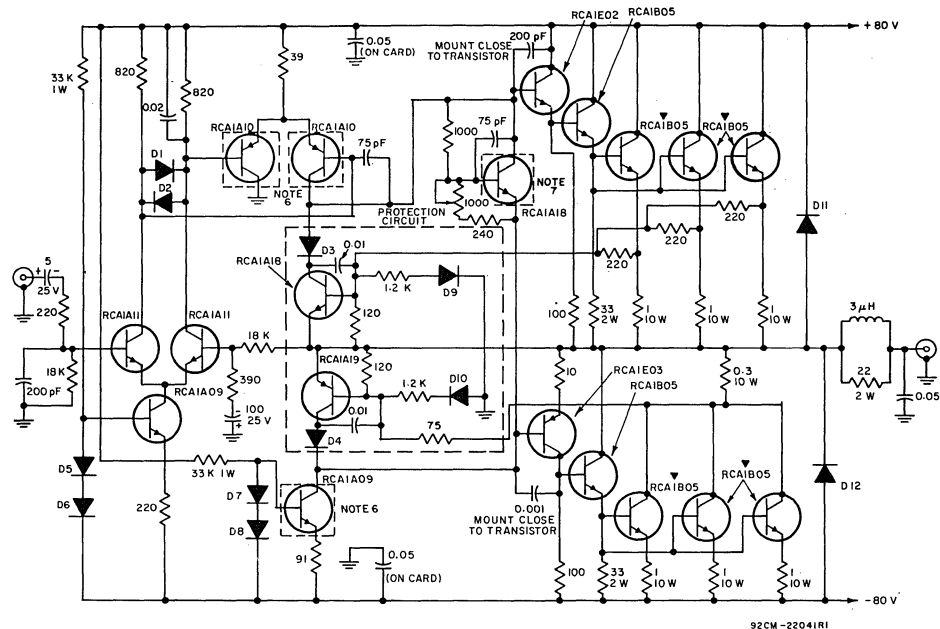 RCA1E02
RCA1B05
+80 V
200 pF
MOUNT CLOSE
TO TRANSISTOR
0.05
(ON CARD)
39
33 K
1 W
820
820
0.02
RCA1A10
RCA1A10
75 pF
1000
75 pF
RCA1B05
RCA1B05
D1
D2
NOTE
6
NOTE
7
1000
PROTECTION
CIRCUIT
240
RCA1A18
220
220
220
D11
D3
0.01
RCA1A18
1.2 K
D9
120
5
+ -
25 V
220
RCA1A11
RCA1A11
18 K
100
33
2 W
1
10 W
1
10 W
1
10 W
3 µH
RCA1A19
120
18 K
200 pF
RCA1A09
390
- 100
+ 25 V
1.2 K
D10
0.01
75
D4
10
RCA1E03
RCA1B05
0.3
10 W
22
2 W
0.05
D5
D6
33 K 1 W
RCA1A09
D7
D8
NOTE 6
220
RCA1B05
RCA1B05
D12
0.001
MOUNT CLOSE
TO TRANSISTOR
91
0.05
(ON CARD)
100
33
2 W
1
10 W
1
10 W
1
10 W
-80 V
92CM-22041R1